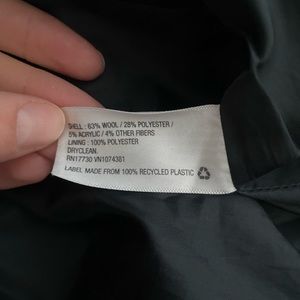 SHELL : 63% WOOL / 28% POLYESTER /
5% ACRYLIC / 4% OTHER FIBERS
LINING : 100% POLYESTER
DRYCLEAN.
RN17730 VN1074381
LABEL MADE FROM 100% RECYCLED PLASTIC